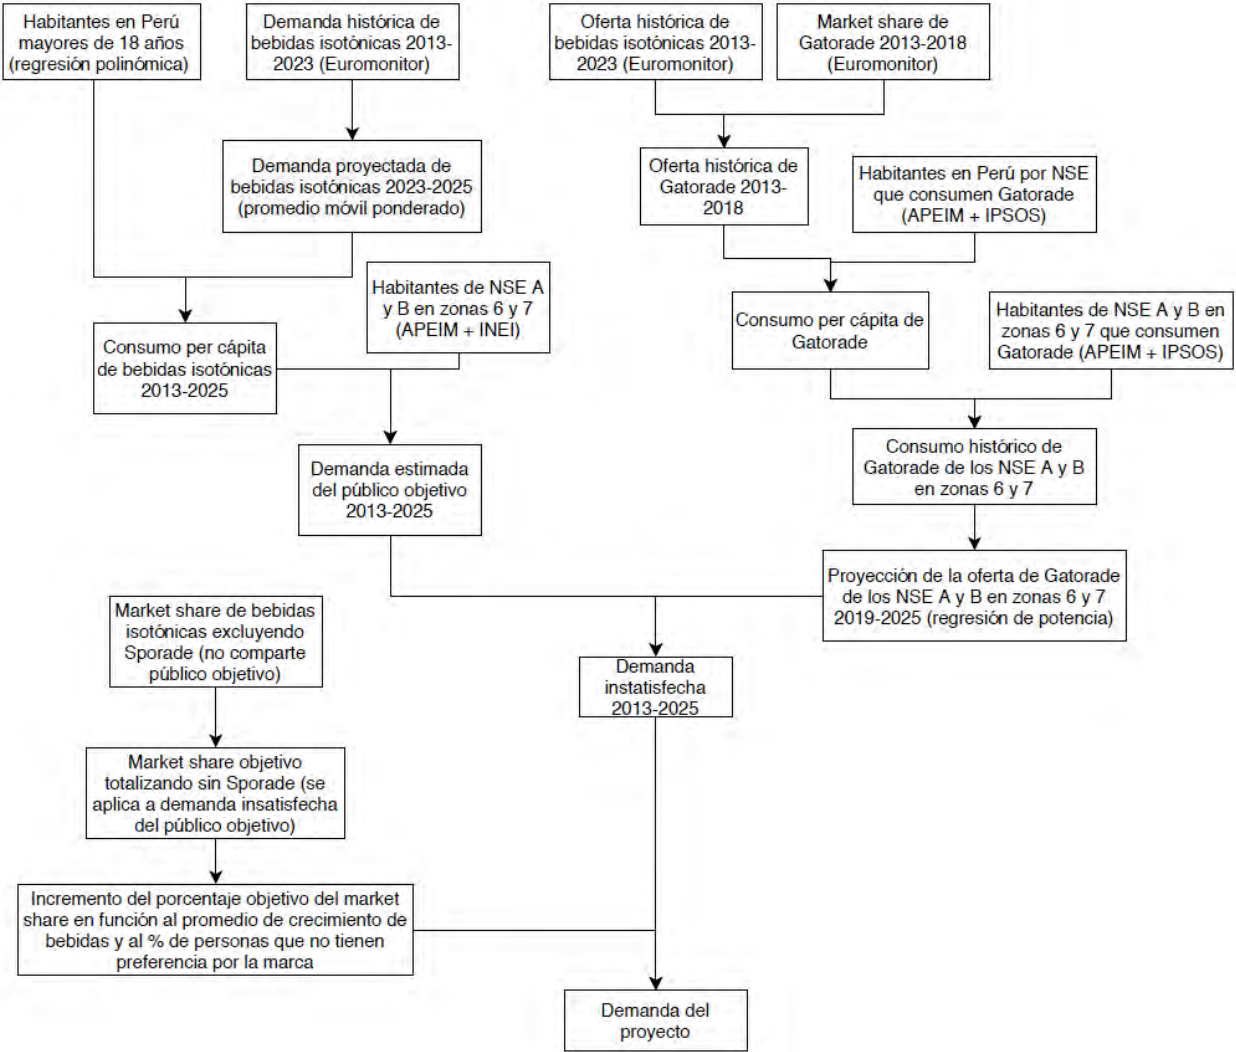 Habitantes en Perú
mayores de 18 años
(regresión polinómica)
Demanda histórica de
bebidas isotónicas 2013-
2023 (Euromonitor)
Oferta histórica de
bebidas isotónicas 2013-
2023 (Euromonitor)
Market share de
Gatorade 2013-2018
(Euromonitor)
Demanda proyectada de
bebidas isotónicas 2023-2025
(promedio móvil ponderado)
Oferta histórica de
Gatorade 2013-
2018
Habitantes en Perú por NSE
que consumen Gatorade
(APEIM + IPSOS)
Habitantes de NSE A
y B en zonas 6 y 7
(APEIM + INEI)
Consumo per cápita
de bebidas isotónicas
2013-2025
Consumo per cápita de
Gatorade
Habitantes de NSE A y B en
zonas 6 y 7 que consumen
Gatorade (APEIM + IPSOS)
Demanda estimada
del público objetivo
2013-2025
Consumo histórico de
Gatorade de los NSE A y B
en zonas 6 y 7
Proyección de la oferta de Gatorade
de los NSE A y B en zonas 6 y 7
2019-2025 (regresión de potencia)
Market share de bebidas
isotónicas excluyendo
Sporade (no comparte
público objetivo)
Demanda
instatisfecha
2013-2025
Market share objetivo
totalizando sin Sporade (se
aplica a demanda insatisfecha
del público objetivo)
Incremento del porcentaje objetivo del market
share en función al promedio de crecimiento de
bebidas y al % de personas que no tienen
preferencia por la marca
Demanda del
proyecto